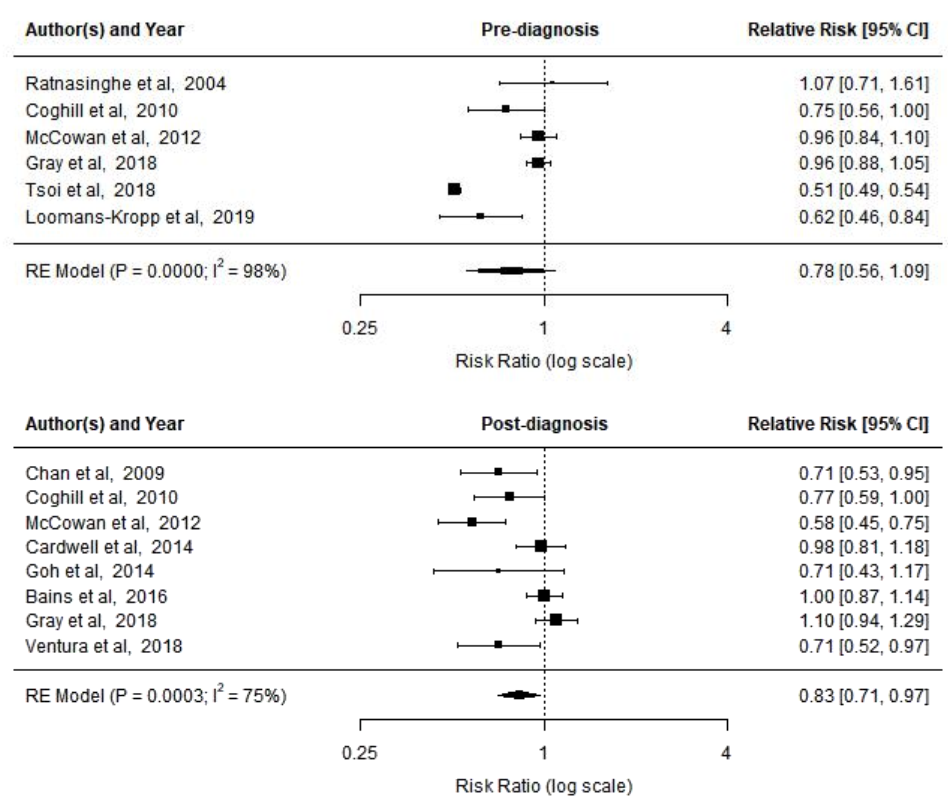 Author(s) and Year Pre-diagnosis Relative Risk [95% CI]
Ratnasinghe et al, 2004 1.07 [0.71, 1.61]
Coghill et al, 2010 0.75 [0.56, 1.00]
McCowan et al, 2012 0.96 [0.84, 1.10]
Gray et al, 2018 0.96 [0.88, 1.05]
Tsoi et al, 2018 0.51 [0.49, 0.54]
Loomans-Kropp et al, 2019 0.62 [0.46, 0.84]
RE Model (P = 0.0000; I² = 98%) 0.78 [0.56, 1.09]
0.25 1 4
Risk Ratio (log scale)
Author(s) and Year Post-diagnosis Relative Risk [95% CI]
Chan et al, 2009 0.71 [0.53, 0.95]
Coghill et al, 2010 0.77 [0.59, 1.00]
McCowan et al, 2012 0.58 [0.45, 0.75]
Cardwell et al, 2014 0.98 [0.81, 1.18]
Goh et al, 2014 0.71 [0.43, 1.17]
Bains et al, 2016 1.00 [0.87, 1.14]
Gray et al, 2018 1.10 [0.94, 1.29]
Ventura et al, 2018 0.71 [0.52, 0.97]
RE Model (P = 0.0003; I² = 75%) 0.83 [0.71, 0.97]
0.25 1 4
Risk Ratio (log scale)